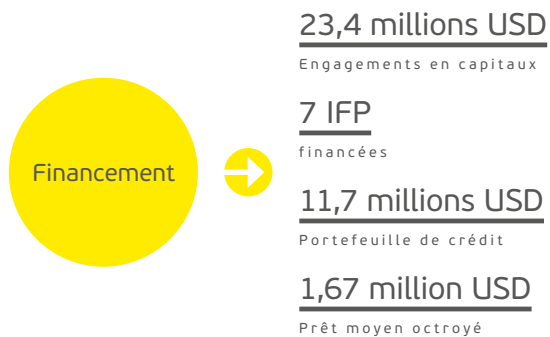 23,4 millions USD
Engagements en capitaux
7 IFP
financées
Financement
11,7 millions USD
Portefeuille de crédit
1,67 million USD
Prêt moyen octroyé